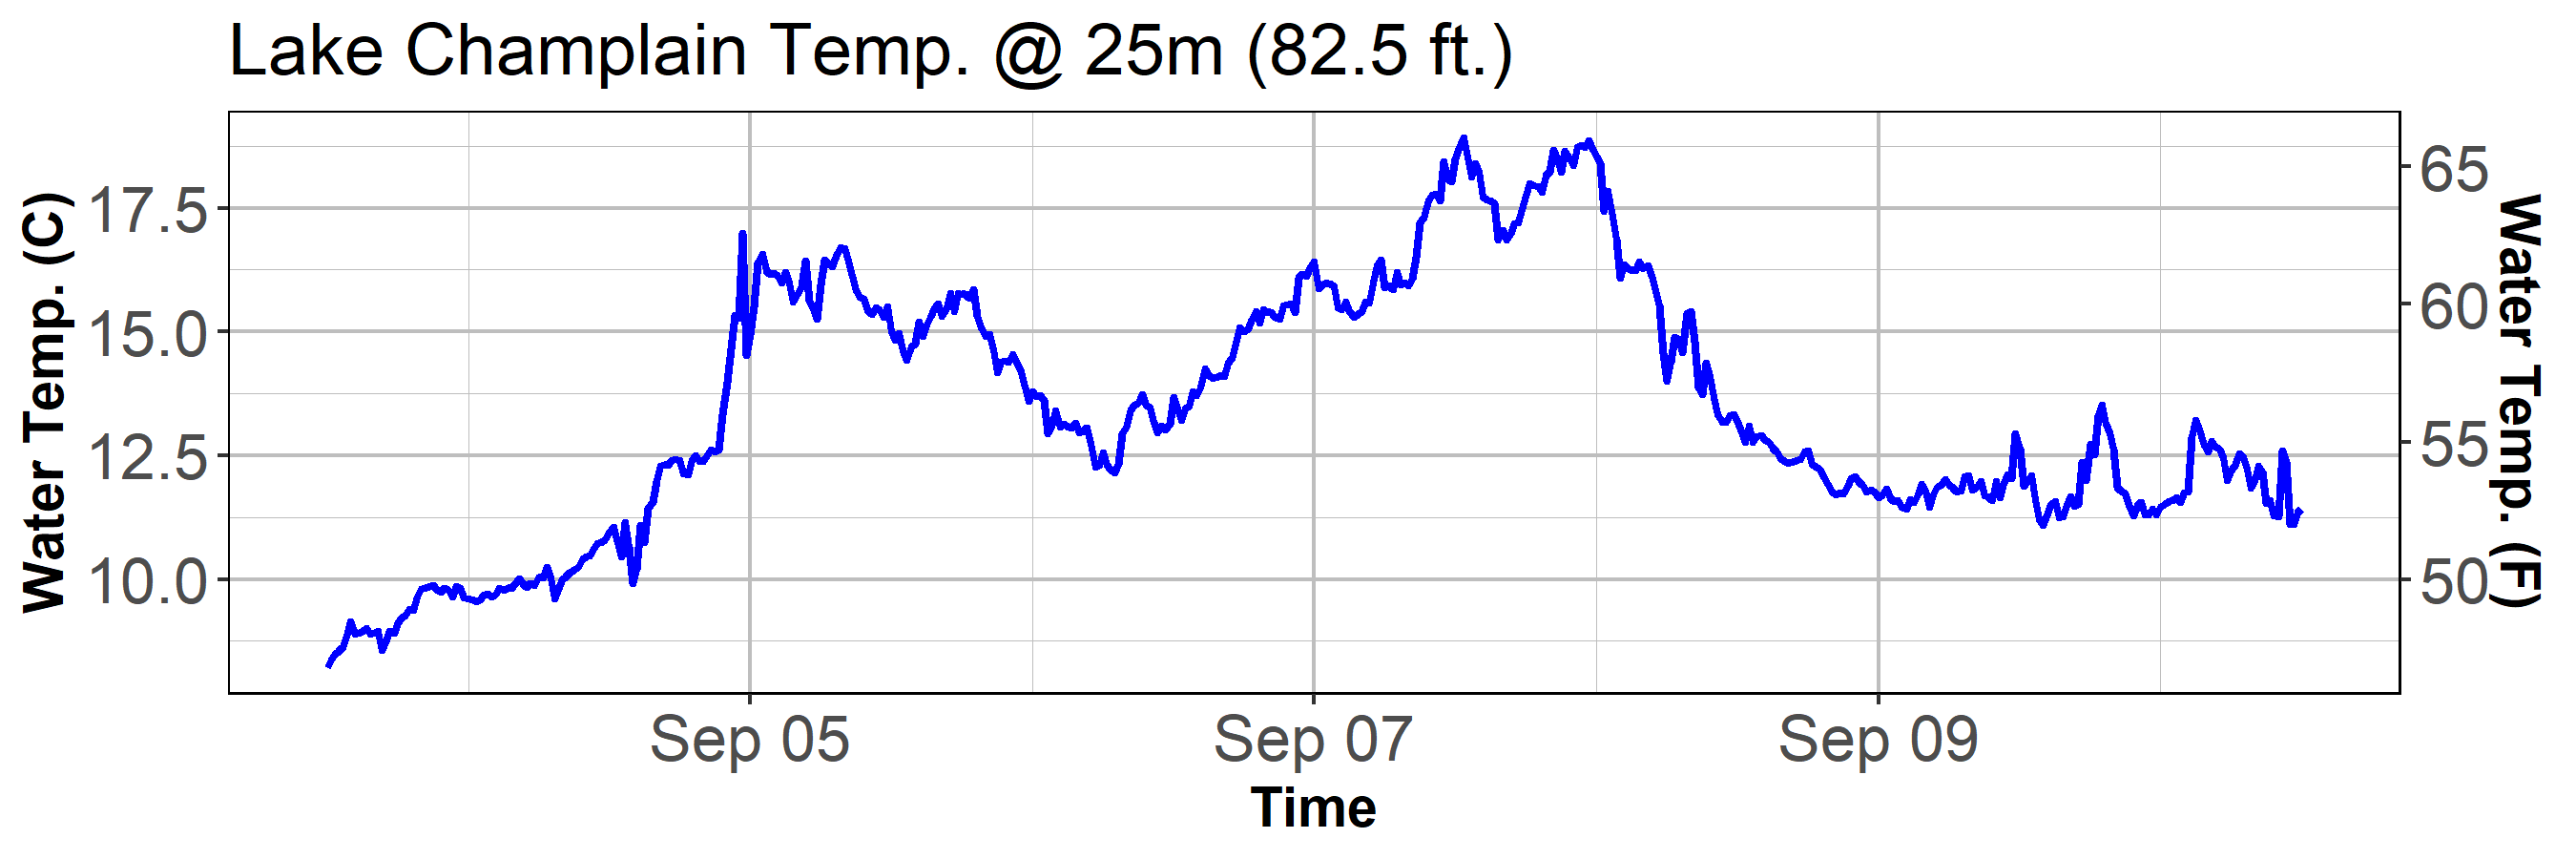 Lake Champlain Temp. @ 25m (82.5 ft.)
Water Temp. (C)
17.5
15.0
12.5
10.0
65
60
55
50
Water Temp. (F)
Sep 05 Sep 07 Sep 09
Time